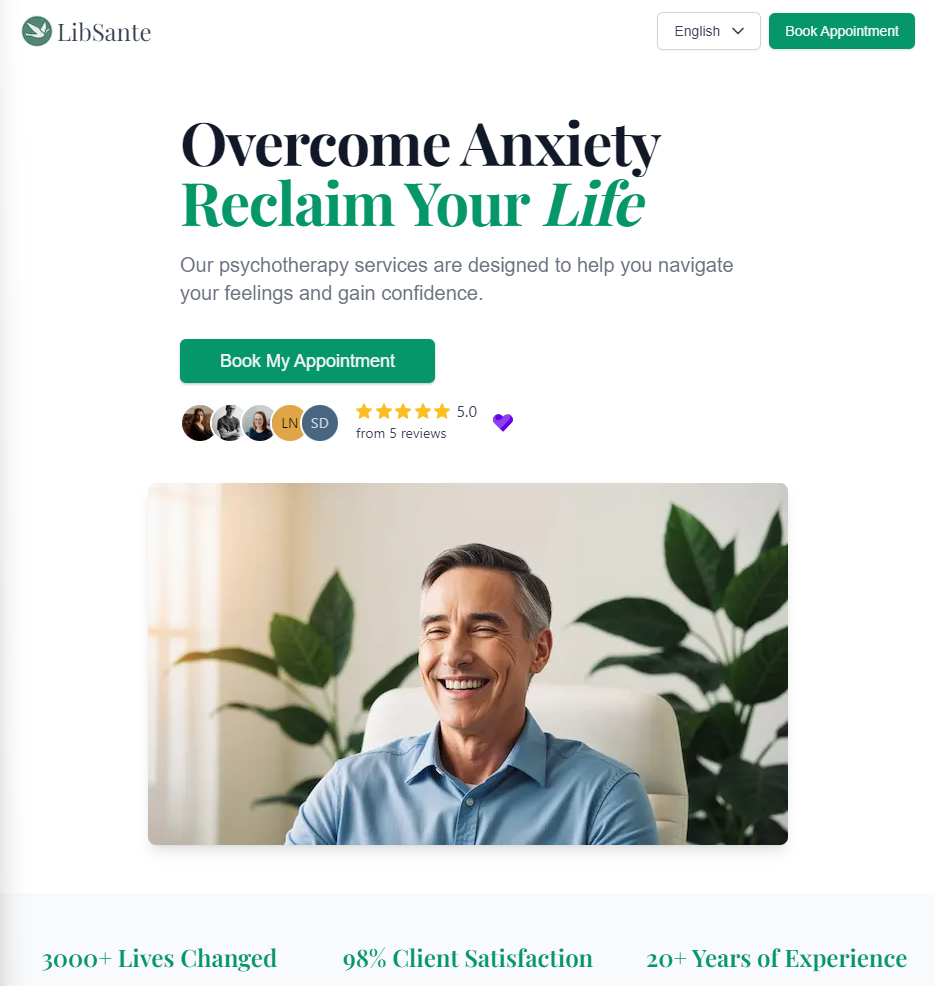 LibSante
English
Book Appointment
Overcome Anxiety
Reclaim Your Life
Our psychotherapy services are designed to help you navigate
your feelings and gain confidence.
Book My Appointment
LN
SD
5.0
from 5 reviews
3000+ Lives Changed
98% Client Satisfaction
20+ Years of Experience